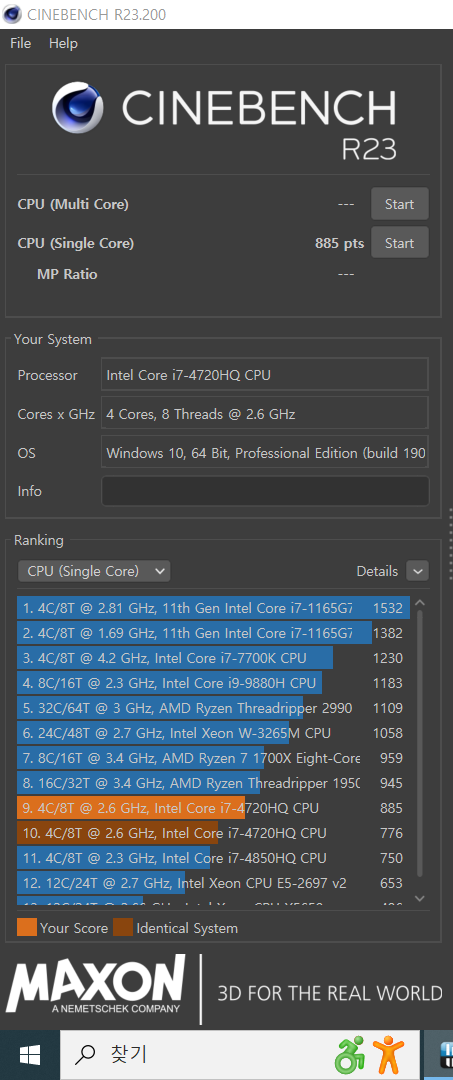 CINEBENCH R23.200
File Help
CINEBENCH
R23
CPU (Multi Core) --- Start
CPU (Single Core) 885 pts Start
MP Ratio ---
Your System
Processor Intel Core i7-4720HQ CPU
Cores x GHz 4 Cores, 8 Threads @ 2.6 GHz
OS Windows 10, 64 Bit, Professional Edition (build 190
Info
Ranking
CPU (Single Core) Details
1. 4C/8T @ 2.81 GHz, 11th Gen Intel Core i7-1165G7 1532
2. 4C/8T @ 1.69 GHz, 11th Gen Intel Core i7-1165G7 1382
3. 4C/8T @ 4.2 GHz, Intel Core i7-7700K CPU 1230
4. 8C/16T @ 2.3 GHz, Intel Core i9-9880H CPU 1183
5. 32C/64T @ 3 GHz, AMD Ryzen Threadripper 2990 1109
6. 24C/48T @ 2.7 GHz, Intel Xeon W-3265M CPU 1058
7. 8C/16T @ 3.4 GHz, AMD Ryzen 7 1700X Eight-Core 959
8. 16C/32T @ 3.4 GHz, AMD Ryzen Threadripper 1950 945
9. 4C/8T @ 2.6 GHz, Intel Core i7-4720HQ CPU 885
10. 4C/8T @ 2.6 GHz, Intel Core i7-4720HQ CPU 776
11. 4C/8T @ 2.3 GHz, Intel Core i7-4850HQ CPU 750
12. 12C/24T @ 2.7 GHz, Intel Xeon CPU E5-2697 v2 653
Your Score Identical System
MAXON
A NEMETSCHEK COMPANY
3D FOR THE REAL WORLD
찾기